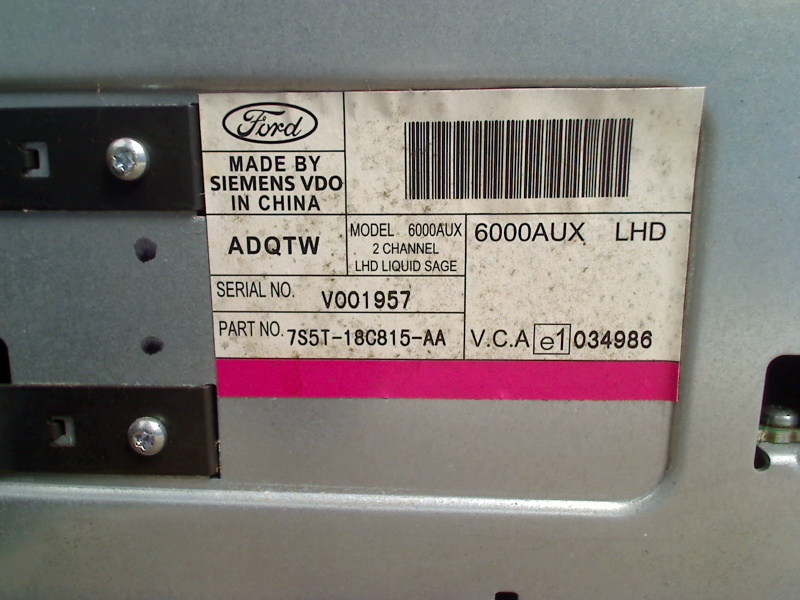 Ford
MADE BY
SIEMENS VDO
IN CHINA
ADQTW
MODEL 6000AUX
2 CHANNEL
LHD LIQUID SAGE
6000AUX LHD
SERIAL NO. V001957
PART NO. 7S5T-18C815-AA
V.C.A e1 034986